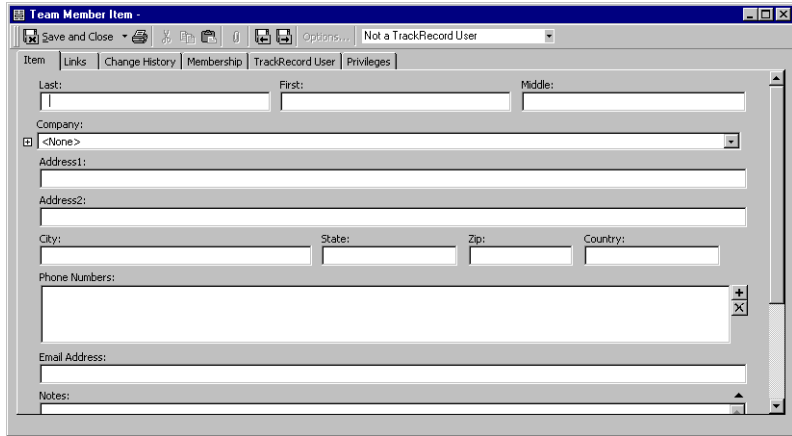 Team Member Item -
Save and Close Options... Not a TrackRecord User
Item Links Change History Membership TrackRecord User Privileges
Last: First: Middle:
Company:
<None>
Address1:
Address2:
City: State: Zip: Country:
Phone Numbers:
Email Address:
Notes: